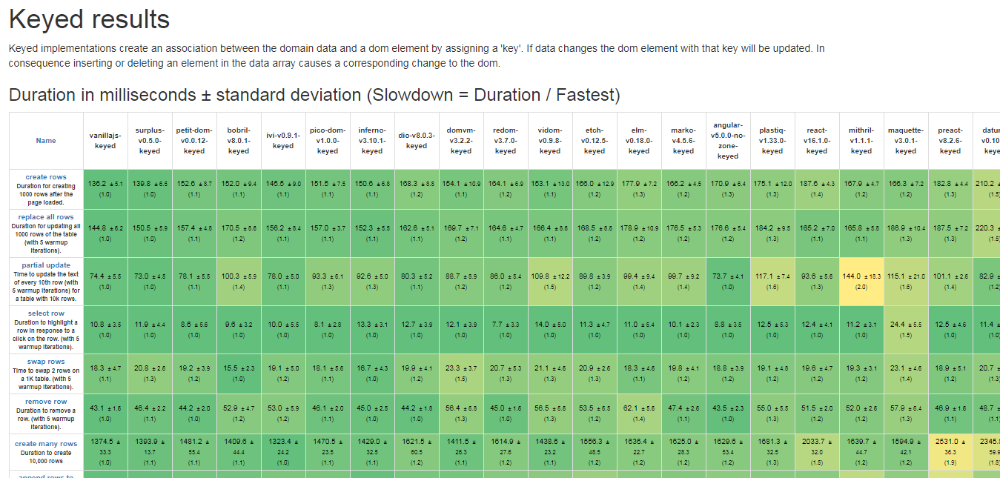 Keyed results
Keyed implementations create an association between the domain data and a dom element by assigning a 'key'. If data changes the dom element with that key will be updated. In
consequence inserting or deleting an element in the data array causes a corresponding change to the dom.
Duration in milliseconds ± standard deviation (Slowdown = Duration / Fastest)
Name vanillajs-keyed surplus-v0.5.0-keyed petit-dom-v0.0.12-keyed bobril-v8.0.1-keyed ivi-v0.9.1-keyed pico-dom-v1.0.0-keyed inferno-v3.10.1-keyed dio-v8.0.3-keyed domvm-v3.2.2-keyed redom-v3.7.0-keyed vidom-v0.9.8-keyed etch-v0.12.5-keyed elm-v0.18.0-keyed marko-v4.5.6-keyed angular-v5.0.0-no-zone-keyed plastiq-v1.33.0-keyed react-v16.1.0-keyed mithril-v1.1.1-keyed maquette-v3.0.1-keyed preact-v8.2.6-keyed
create rows
Duration for creating
1000 rows after the
page loaded.
136.2 ± 5.1 139.8 ± 6.5 152.6 ± 8.7 152.0 ± 9.4 145.5 ± 9.0 151.5 ± 7.5 150.6 ± 6.8 168.3 ± 8.8 154.1 ± 10.9 164.1 ± 6.9 153.1 ± 13.0 166.0 ± 12.9 177.9 ± 7.2 166.2 ± 4.5 170.9 ± 6.4 175.1 ± 12.0 187.6 ± 4.3 167.9 ± 4.7 166.3 ± 7.2 182.8 ± 4.4 210.2
(1.0) (1.0) (1.1) (1.1) (1.1) (1.1) (1.1) (1.2) (1.1) (1.2) (1.1) (1.2) (1.3) (1.2) (1.3) (1.3) (1.4) (1.2) (1.2) (1.3) (1.5)
replace all rows
Duration for updating all
1000 rows of the table
(with 5 warmup
iterations).
144.8 ± 6.2 150.5 ± 5.9 157.4 ± 4.8 170.5 ± 8.6 156.2 ± 8.4 157.0 ± 3.7 152.3 ± 5.5 162.6 ± 5.1 169.7 ± 7.1 164.6 ± 4.7 166.4 ± 8.6 168.5 ± 8.8 178.9 ± 10.9 176.5 ± 5.3 176.6 ± 5.4 184.2 ± 9.5 165.2 ± 7.0 165.8 ± 5.8 186.9 ± 10.4 187.5 ± 7.2 220.3
(1.0) (1.0) (1.1) (1.2) (1.1) (1.1) (1.1) (1.1) (1.2) (1.1) (1.1) (1.2) (1.2) (1.2) (1.2) (1.3) (1.1) (1.1) (1.3) (1.3) (1.5)
partial update
Time to update the text
of every 10th row (with
5 warmup iterations) for
a table with 10k rows.
74.4 ± 5.5 73.0 ± 4.5 78.1 ± 5.5 100.3 ± 5.9 78.0 ± 5.0 93.3 ± 6.1 92.6 ± 5.0 80.3 ± 5.2 88.7 ± 8.9 86.0 ± 5.4 109.8 ± 12.2 89.8 ± 3.9 99.4 ± 9.4 99.7 ± 9.2 73.7 ± 4.1 117.1 ± 7.4 93.6 ± 5.6 144.0 ± 18.3 115.1 ± 21.0 101.1 ± 2.6 82.9
(1.0) (1.0) (1.1) (1.4) (1.1) (1.3) (1.3) (1.1) (1.2) (1.2) (1.5) (1.2) (1.4) (1.4) (1.0) (1.6) (1.3) (2.0) (1.6) (1.4)
select row
Duration to highlight a
row in response to a
click on the row. (with 5
warmup iterations).
10.8 ± 3.5 11.9 ± 4.4 8.6 ± 5.6 9.6 ± 3.2 10.0 ± 5.5 8.1 ± 2.8 13.3 ± 3.1 12.7 ± 3.9 12.1 ± 3.9 7.7 ± 3.3 14.0 ± 5.0 11.3 ± 4.7 11.0 ± 5.4 10.1 ± 2.3 8.8 ± 3.5 12.5 ± 5.3 12.4 ± 4.1 11.2 ± 3.1 24.4 ± 5.5 12.5 ± 4.6 11.4
(1.0) (1.0) (1.0) (1.0) (1.0) (1.0) (1.0) (1.0) (1.0) (1.0) (1.0) (1.0) (1.0) (1.0) (1.0) (1.0) (1.0) (1.0) (1.5) (1.0)
swap rows
Time to swap 2 rows on
a 1K table. (with 5
warmup iterations).
18.3 ± 4.7 20.8 ± 2.6 19.2 ± 3.9 15.5 ± 2.3 19.1 ± 5.0 18.1 ± 5.6 16.7 ± 4.3 19.9 ± 4.1 23.3 ± 3.7 20.7 ± 5.3 21.1 ± 4.6 20.9 ± 2.6 18.3 ± 4.6 19.8 ± 4.1 18.8 ± 3.9 19.1 ± 4.8 19.6 ± 4.7 19.3 ± 3.1 23.1 ± 4.6 18.9 ± 5.1 20.7
(1.1) (1.3) (1.2) (1.0) (1.2) (1.1) (1.0) (1.2) (1.5) (1.3) (1.3) (1.3) (1.1) (1.2) (1.2) (1.2) (1.2) (1.2) (1.4) (1.2)
remove row
Duration to remove a
row. (with 5 warmup
iterations).
43.1 ± 1.6 46.4 ± 2.2 44.2 ± 2.0 52.9 ± 4.7 53.0 ± 5.9 46.1 ± 2.0 45.0 ± 2.5 44.2 ± 1.8 56.4 ± 6.8 45.0 ± 1.6 56.5 ± 6.6 53.5 ± 6.5 62.1 ± 5.6 47.4 ± 2.6 43.5 ± 2.3 55.0 ± 5.5 51.5 ± 2.0 52.0 ± 2.6 57.9 ± 6.4 46.9 ± 1.6 48.7
(1.0) (1.1) (1.0) (1.2) (1.2) (1.1) (1.0) (1.0) (1.3) (1.0) (1.3) (1.2) (1.4) (1.1) (1.0) (1.3) (1.2) (1.2) (1.3) (1.1)
create many rows
Duration to create
10,000 rows
1374.5 ± 1393.9 ± 1481.2 ± 1409.6 ± 1323.4 ± 1470.5 ± 1429.0 ± 1621.5 ± 1411.5 ± 1614.9 ± 1438.6 ± 1556.3 ± 1636.4 ± 1625.0 ± 1629.6 ± 1681.3 ± 2033.7 ± 1639.7 ± 1594.9 ± 2531.0 ± 2345.8
33.3 13.7 55.4 44.4 24.2 23.5 32.5 60.5 26.3 27.6 23.2 48.5 22.7 28.3 53.4 32.5 32.0 44.7 42.1 36.3 59.9
(1.0) (1.1) (1.1) (1.1) (1.0) (1.1) (1.1) (1.2) (1.1) (1.2) (1.1) (1.2) (1.2) (1.2) (1.2) (1.3) (1.5) (1.2) (1.2) (1.9) (1.8)